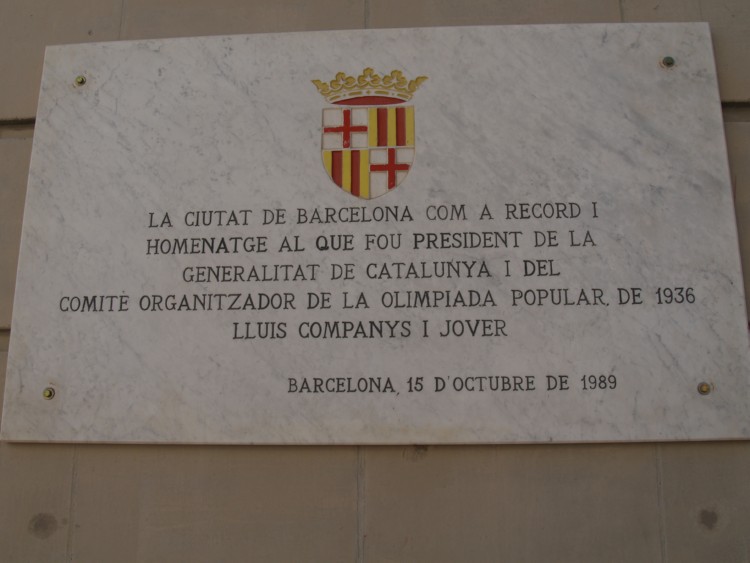 LA CIUTAT DE BARCELONA COM A RECORD I
HOMENATGE AL QUE FOU PRESIDENT DE LA
GENERALITAT DE CATALUNYA I DEL
COMITÈ ORGANITZADOR DE LA OLIMPIADA POPULAR, DE 1936
LLUIS COMPANYS I JOVER
BARCELONA, 15 D'OCTUBRE DE 1989